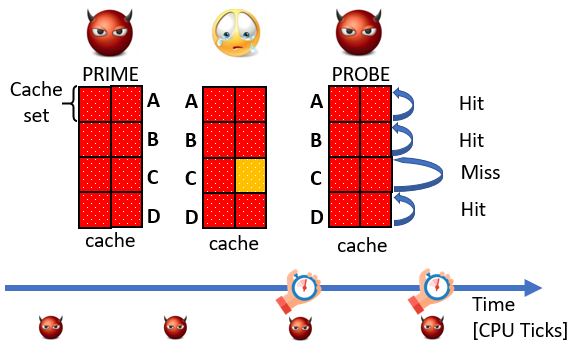 PRIME
PROBE
Cache
set
A
B
C
D
cache
A
B
C
D
cache
A
B
C
D
cache
Hit
Hit
Miss
Hit
Time
[CPU Ticks]